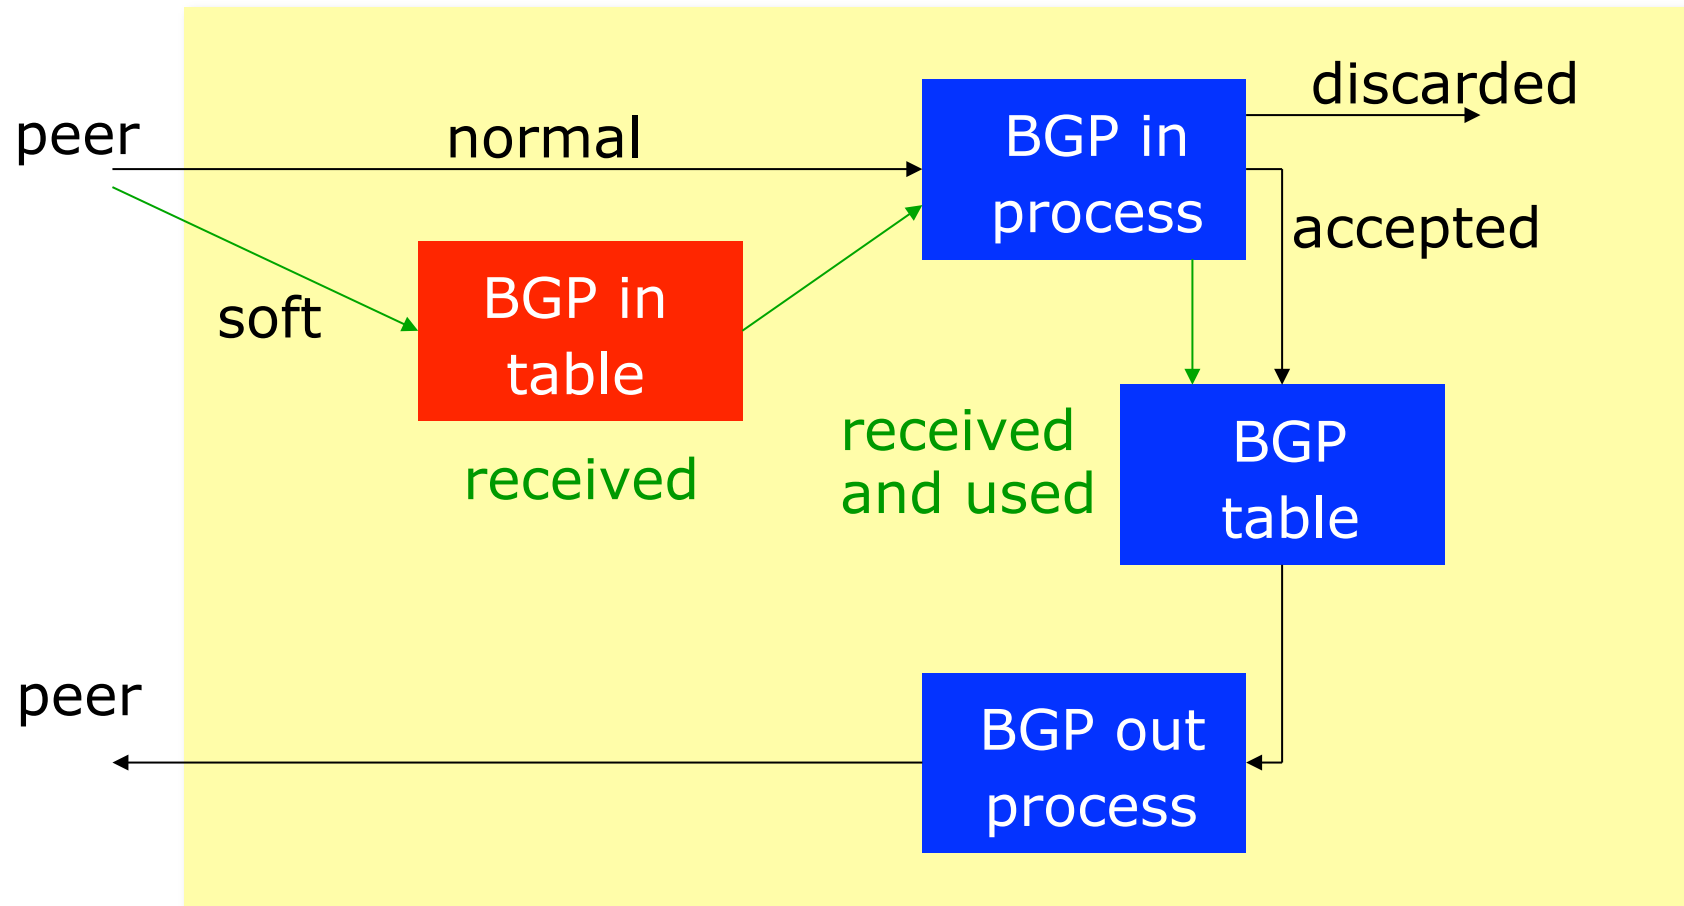 discarded
peer
normal
BGP in
process
accepted
soft
BGP in
table
received
received
and used
BGP
table
peer
BGP out
process